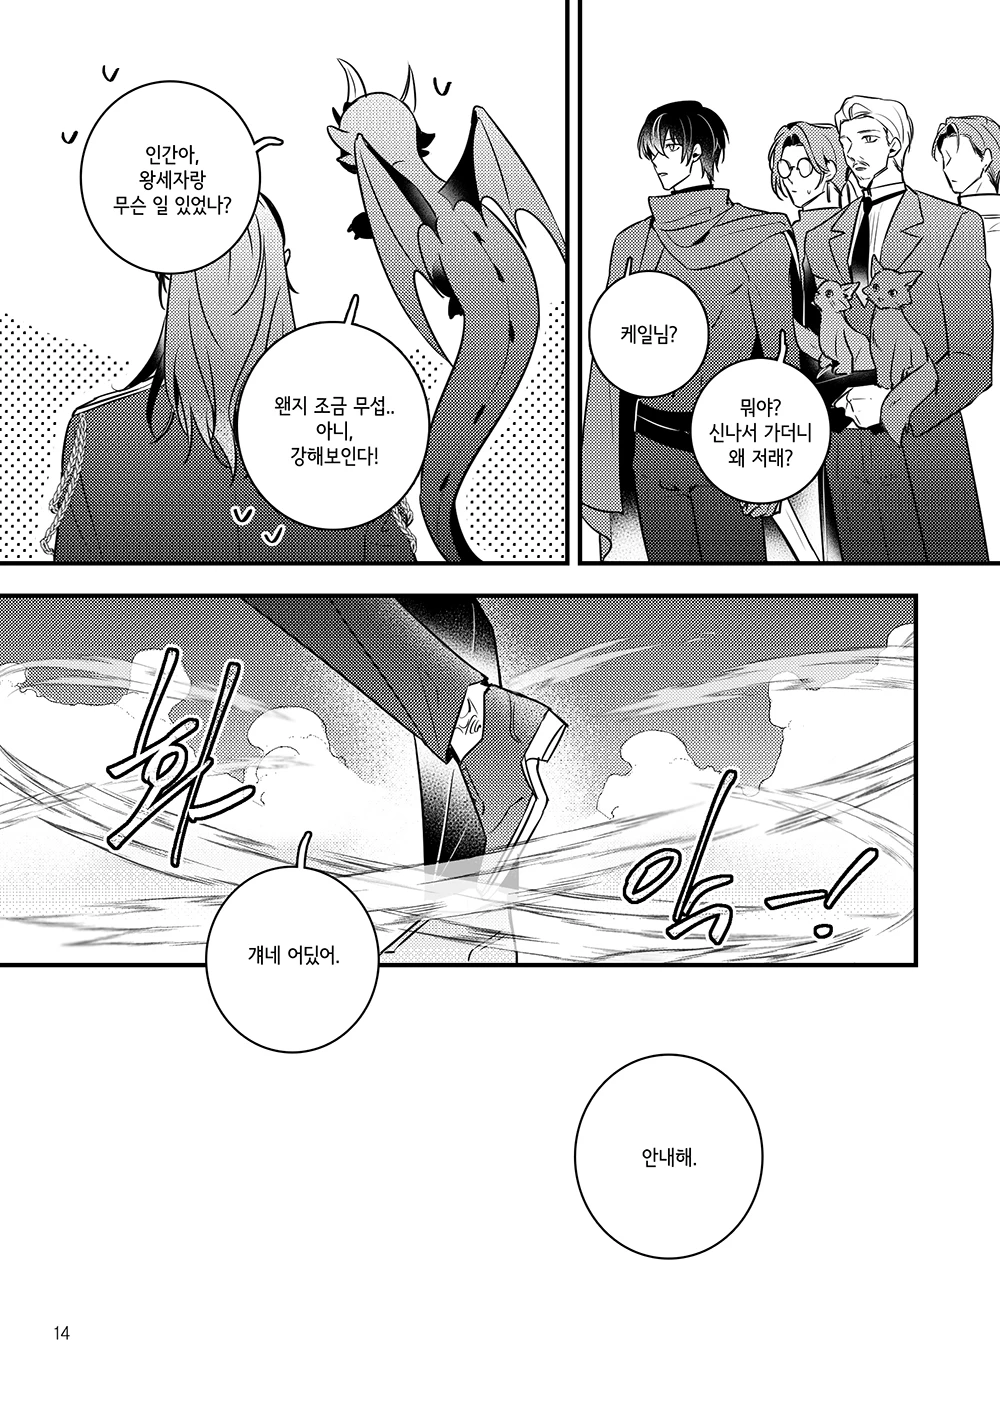 인간아,
왕세자랑
무슨 일 있었나?
왠지 조금 무섭..
아니,
강해보인다!
케일님?
뭐야?
신나서 가더니
왜 저래?
화
악-!
걔네 어딨어.
안내해.
14